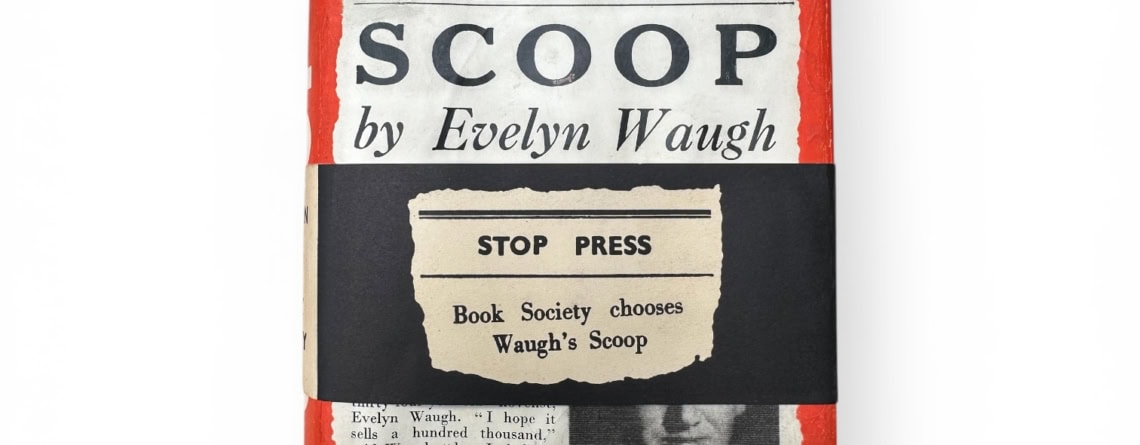 SCOOP
by Evelyn Waugh
N
STOP PRESS
Book Society chooses
Waugh's Scoop
Y
Evelyn Waugh. "I hope it
sells a hundred thousand."